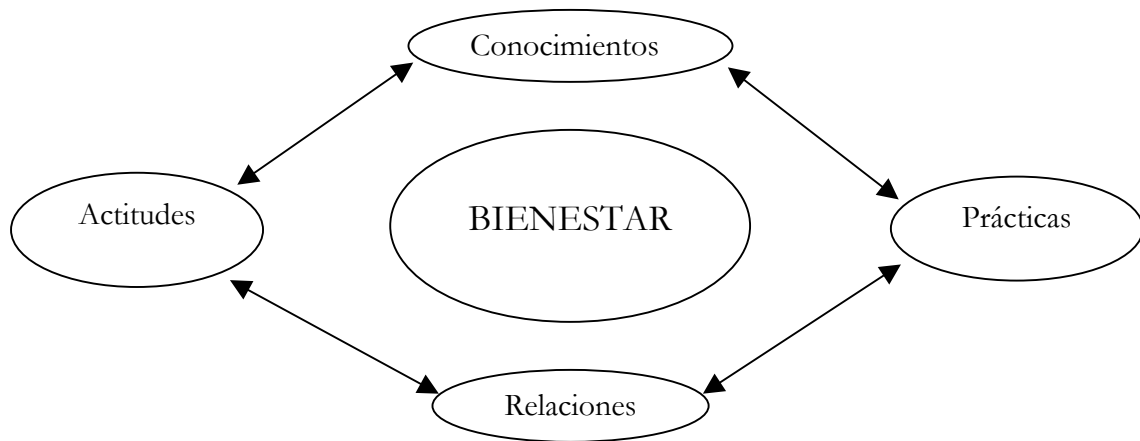 Conocimientos
Actitudes
BIENESTAR
Prácticas
Relaciones